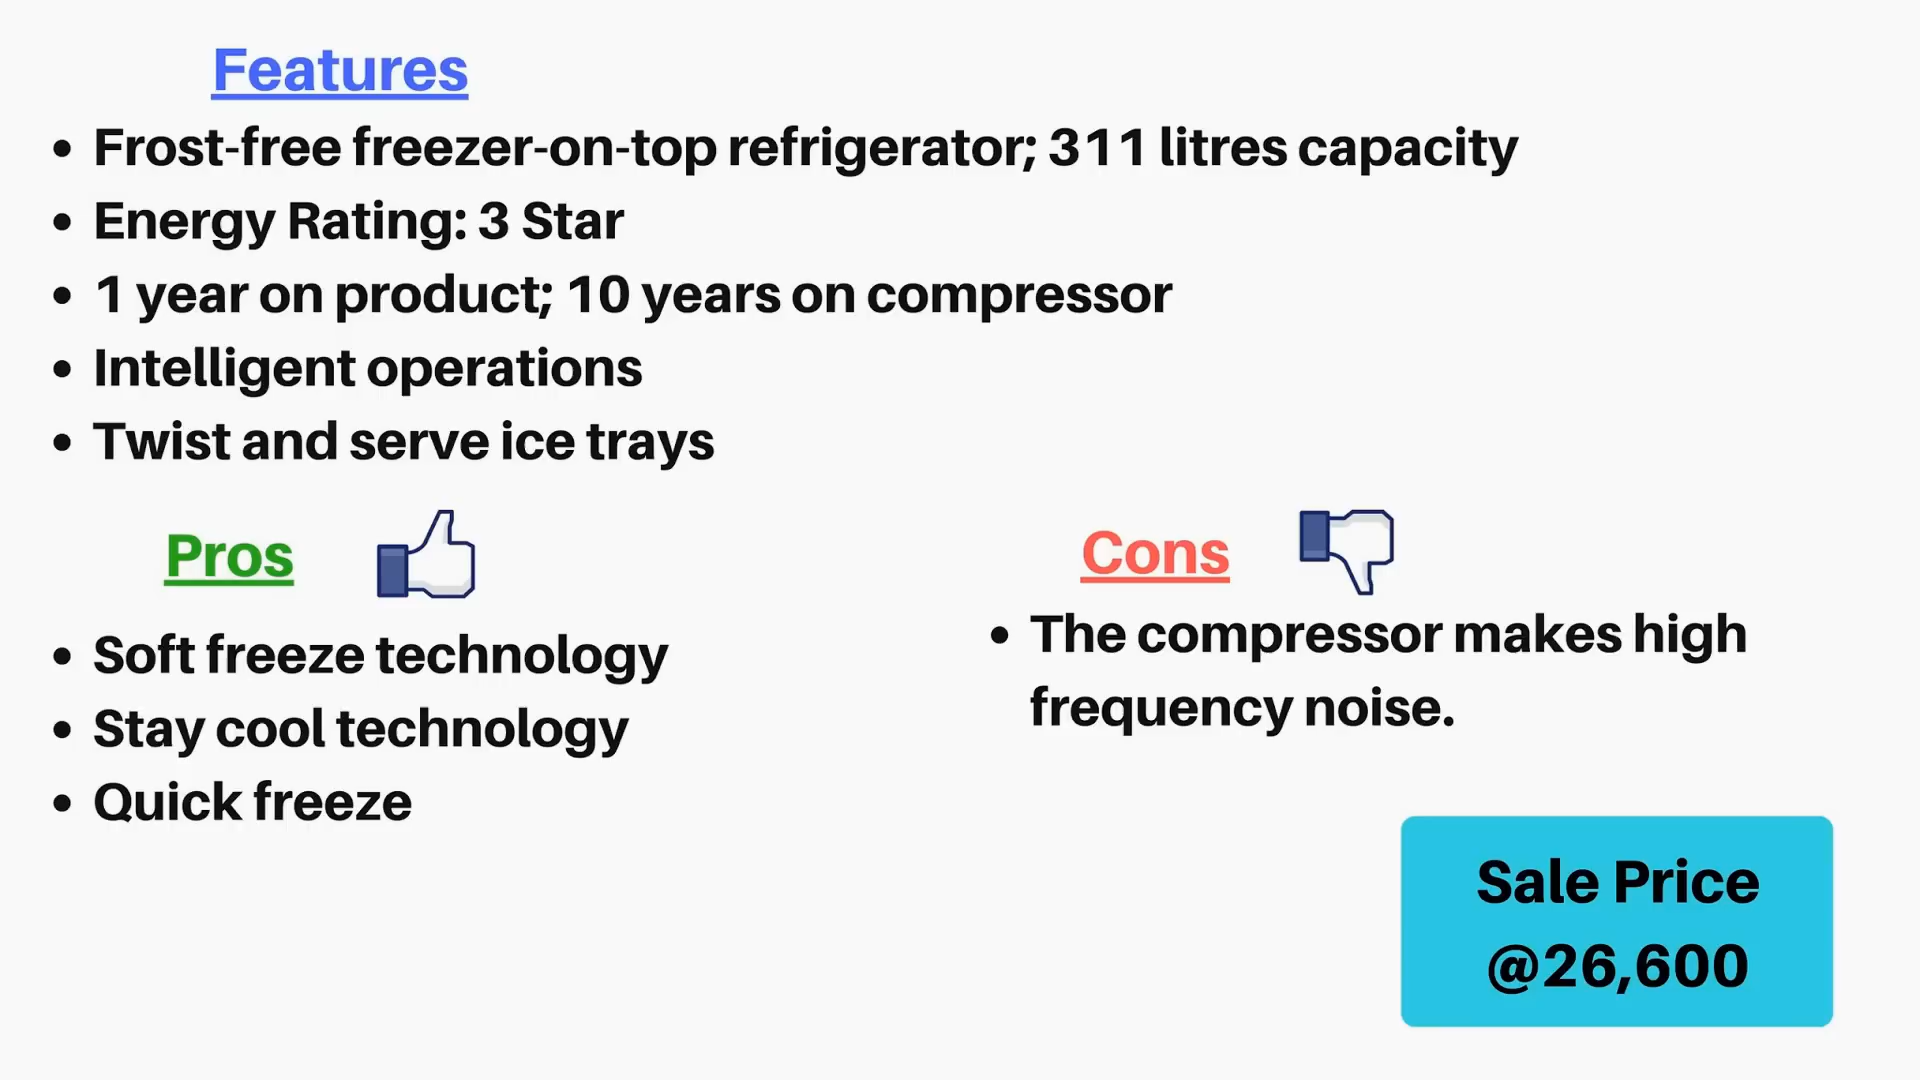 Features
• Frost-free freezer-on-top refrigerator; 311 litres capacity
• Energy Rating: 3 Star
• 1 year on product; 10 years on compressor
• Intelligent operations
• Twist and serve ice trays
Pros
• Soft freeze technology
• Stay cool technology
• Quick freeze
Cons
• The compressor makes high
frequency noise.
Sale Price
@26,600